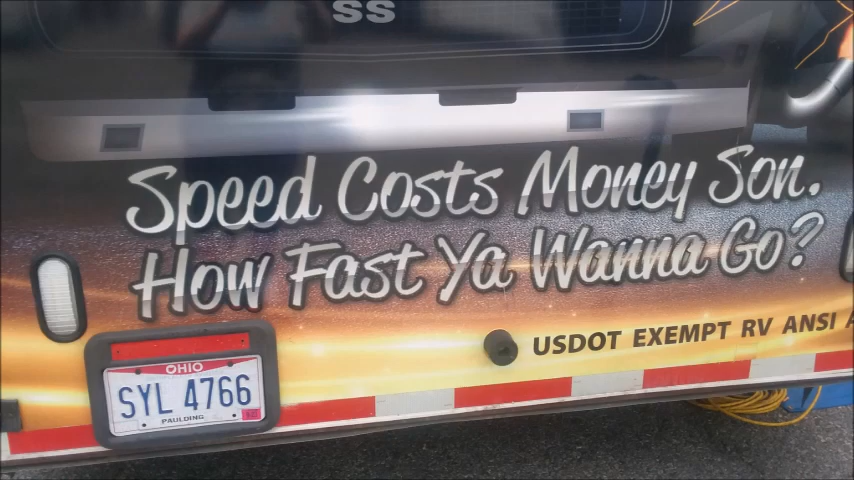 SS
Speed Costs Money Son.
How Fast Ya Wanna Go?
USDOT EXEMPT RV ANSI A
OHIO
SYL 4766
PAULDING